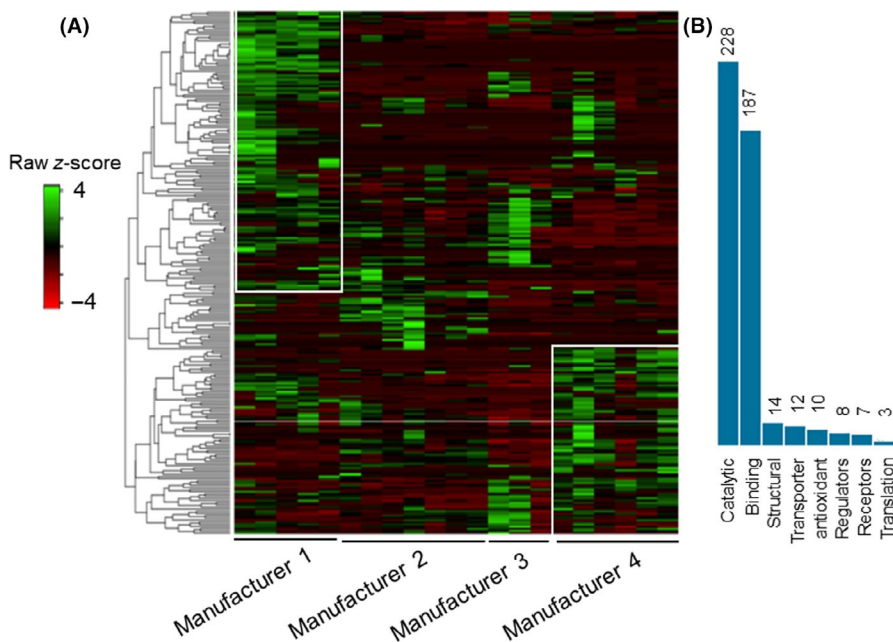 (A)
Raw z-score
4
–4
Manufacturer 1
Manufacturer 2
Manufacturer 3
Manufacturer 4
(B)
228
187
14
12
10
8
7
3
Catalytic
Binding
Structural
Transporter
antioxidant
Regulators
Receptors
Translation